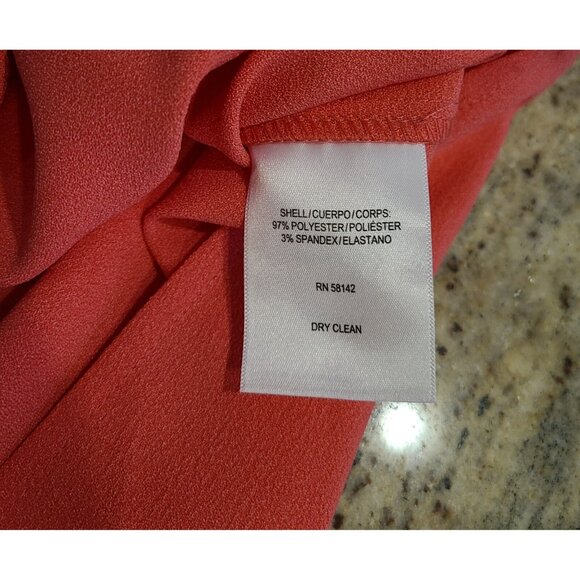 SHELL/CUERPO/CORPS:
97% POLYESTER/POLIÉSTER
3% SPANDEX/ELASTANO
RN 58142
DRY CLEAN